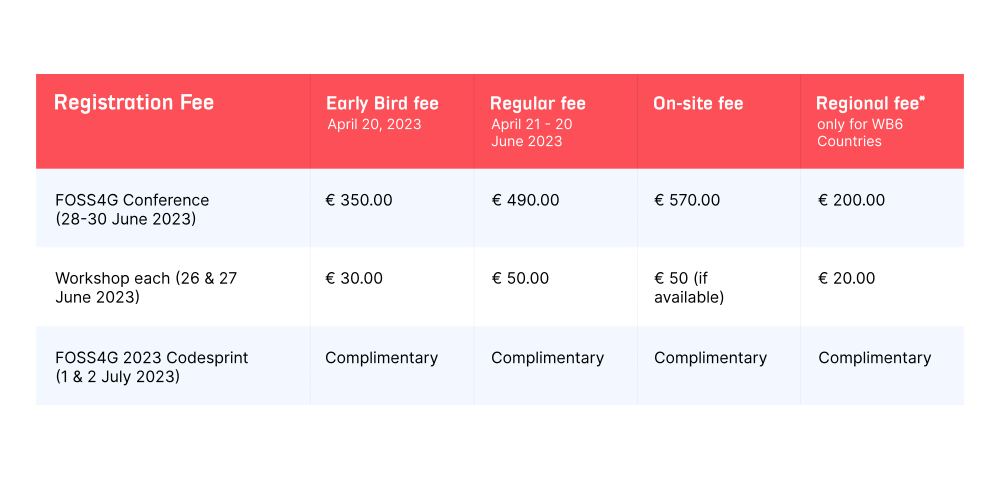 Registration Fee
Early Bird fee
April 20, 2023
Regular fee
April 21 - 20
June 2023
On-site fee
Regional fee*
only for WB6
Countries
FOSS4G Conference
(28-30 June 2023)
€ 350.00
€ 490.00
€ 570.00
€ 200.00
Workshop each (26 & 27
June 2023)
€ 30.00
€ 50.00
€ 50 (if
available)
€ 20.00
FOSS4G 2023 Codesprint
(1 & 2 July 2023)
Complimentary
Complimentary
Complimentary
Complimentary